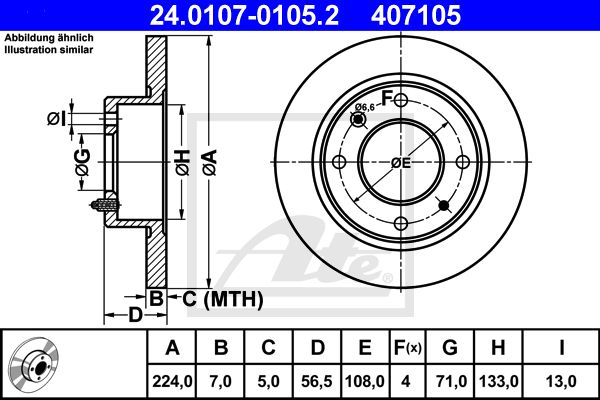 24.0107-0105.2 407105
Abbildung ähnlich
Illustration similar
ØI
ØG
ØH
ØA
F
Ø6,6
ØE
B
C (MTH)
D
Ate
®
A B C D E F(x) G H I
224,0 7,0 5,0 56,5 108,0 4 71,0 133,0 13,0